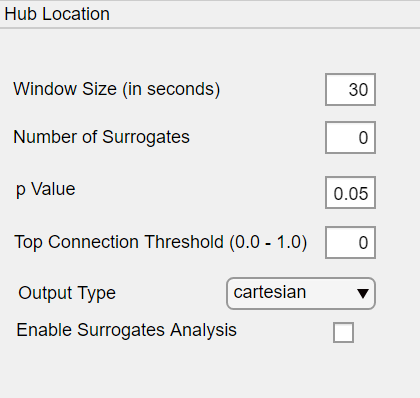 Hub Location
Window Size (in seconds) 30
Number of Surrogates 0
p Value 0.05
Top Connection Threshold (0.0 - 1.0) 0
Output Type cartesian
Enable Surrogates Analysis